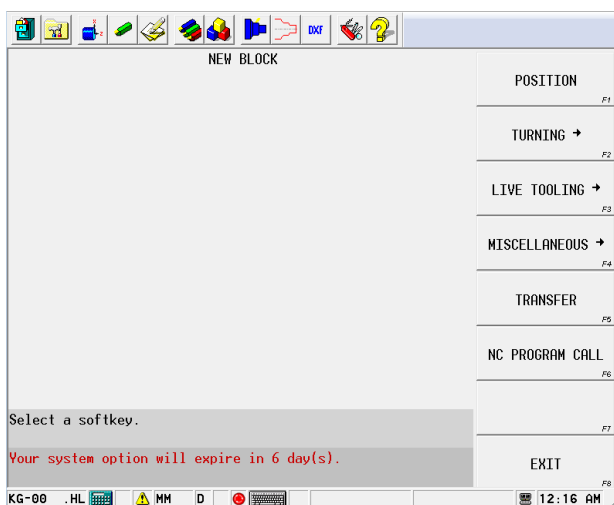 DXF
NEW BLOCK
POSITION
F1
TURNING →
F2
LIVE TOOLING →
F3
MISCELLANEOUS →
F4
TRANSFER
F5
NC PROGRAM CALL
F6
F7
EXIT
F8
Select a softkey.
Your system option will expire in 6 day(s).
KG-00 .HL MM D 12:16 AM